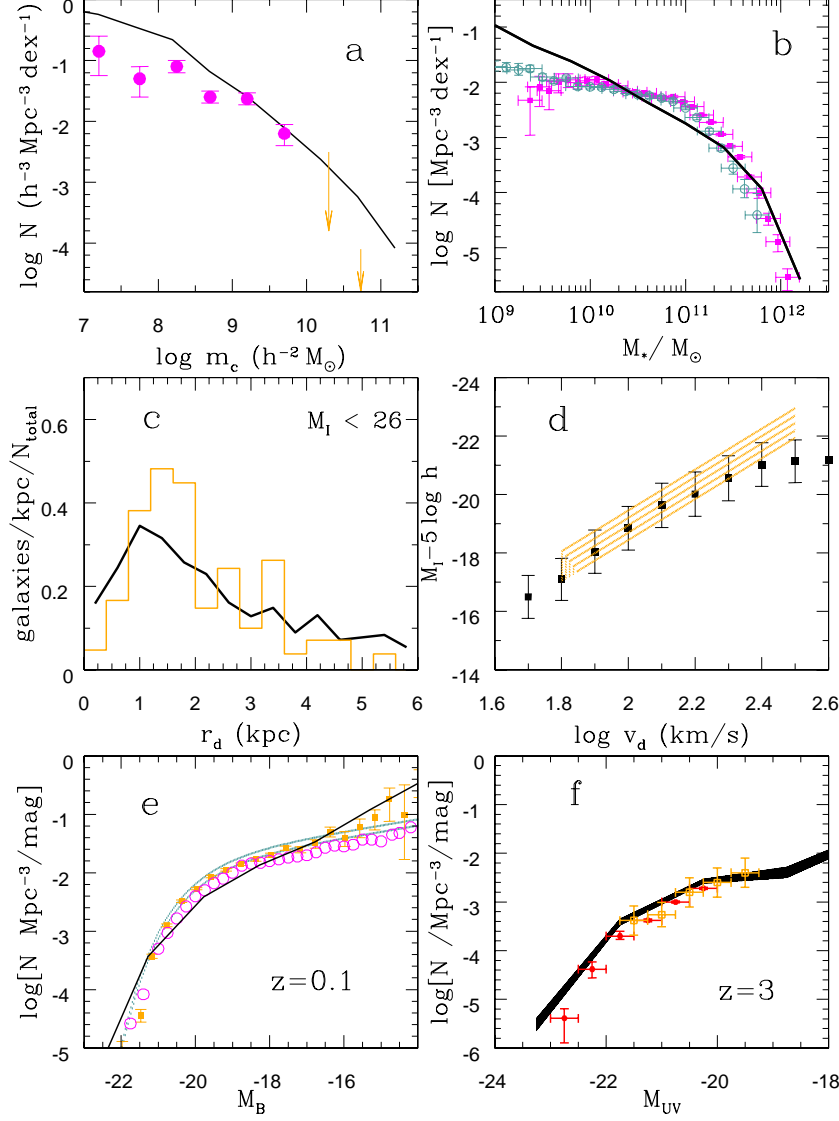 a
log N (h⁻³ Mpc⁻³ dex⁻¹)
0
-1
-2
-3
-4
7 8 9 10 11
log m_c (h⁻² M_⊙)
b
log N [Mpc⁻³ dex⁻¹]
0
-1
-2
-3
-4
-5
10⁹ 10¹⁰ 10¹¹ 10¹²
M_*/ M_⊙
c
M_I < 26
galaxies/kpc/N_total
0.6
0.4
0.2
0
0 1 2 3 4 5 6
r_d (kpc)
d
M_I−5 log h
-24
-22
-20
-18
-16
-14
1.6 1.8 2 2.2 2.4 2.6
log v_d (km/s)
e
z=0.1
log[N Mpc⁻³/mag]
0
-1
-2
-3
-4
-5
-22 -20 -18 -16 -14
M_B
f
z=3
log[N /Mpc⁻³/mag]
0
-1
-2
-3
-4
-5
-6
-24 -22 -20 -18
M_UV